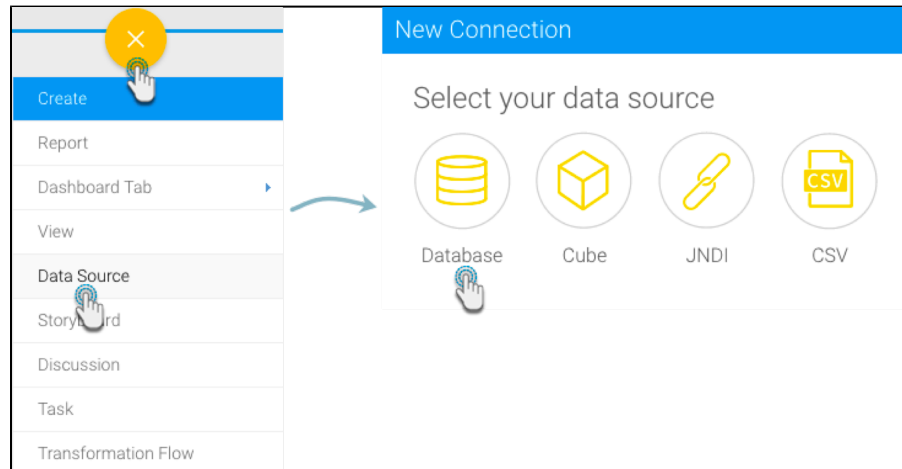 Create
Report
Dashboard Tab
View
Data Source
Discussion
Task
Transformation Flow
New Connection
Select your data source
Database Cube JNDI CSV
CSV